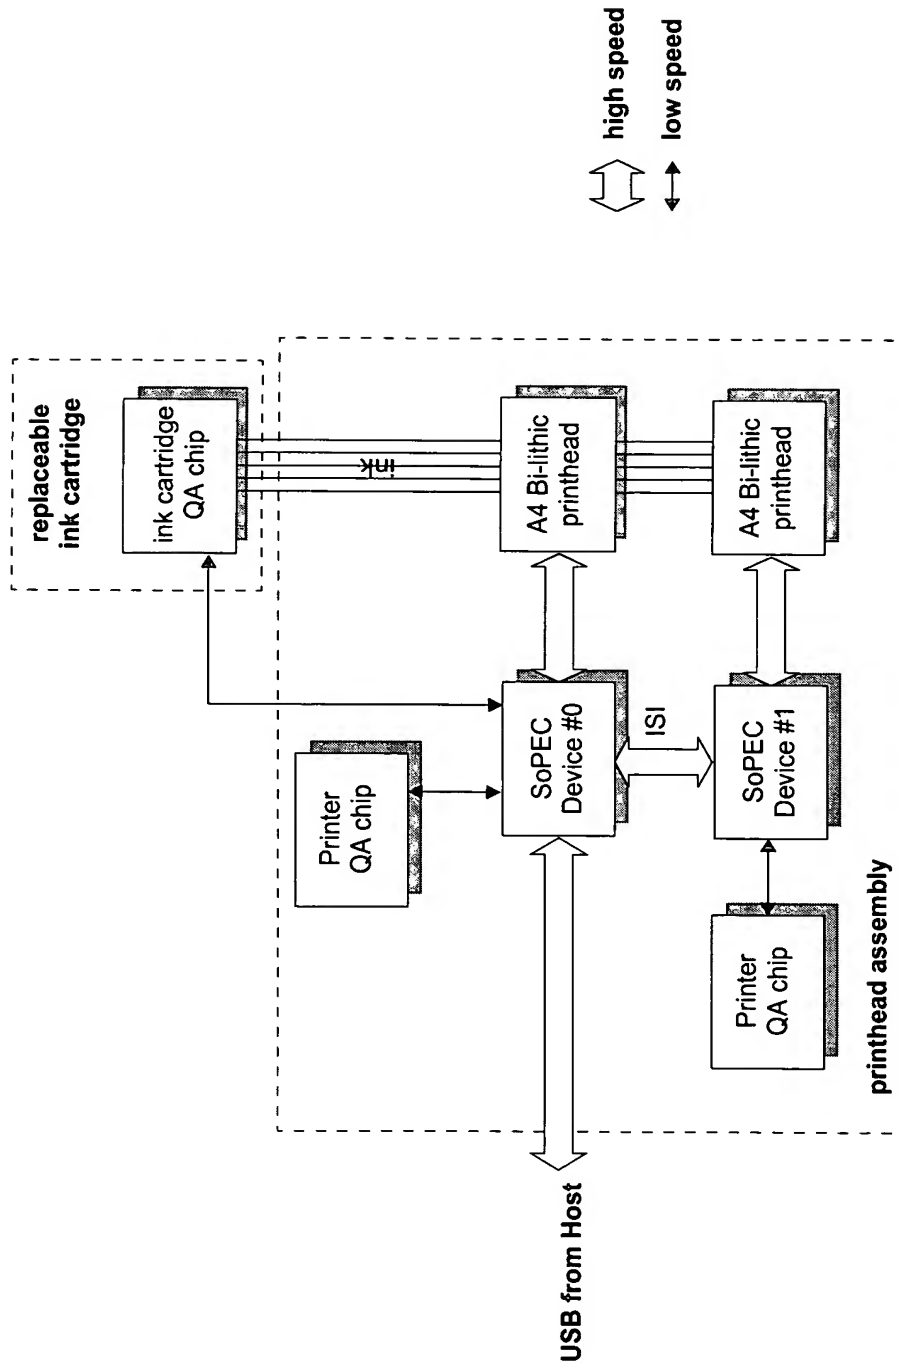 replaceable
ink cartridge
ink cartridge
QA chip
ink
Printer
QA chip
SoPEC
Device #0
A4 Bi-lithic
printhead
ISI
USB from Host
Printer
QA chip
SoPEC
Device #1
A4 Bi-lithic
printhead
printhead assembly
high speed
low speed